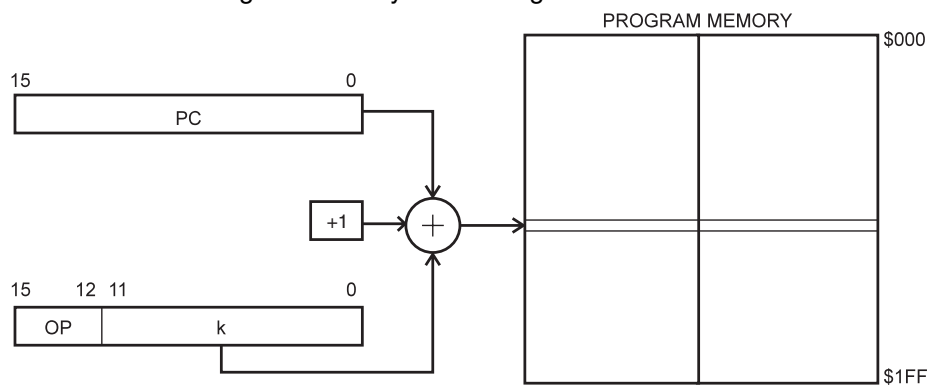 PROGRAM MEMORY
$000
15 0
PC
+1
+
15 12 11 0
OP k
$1FF